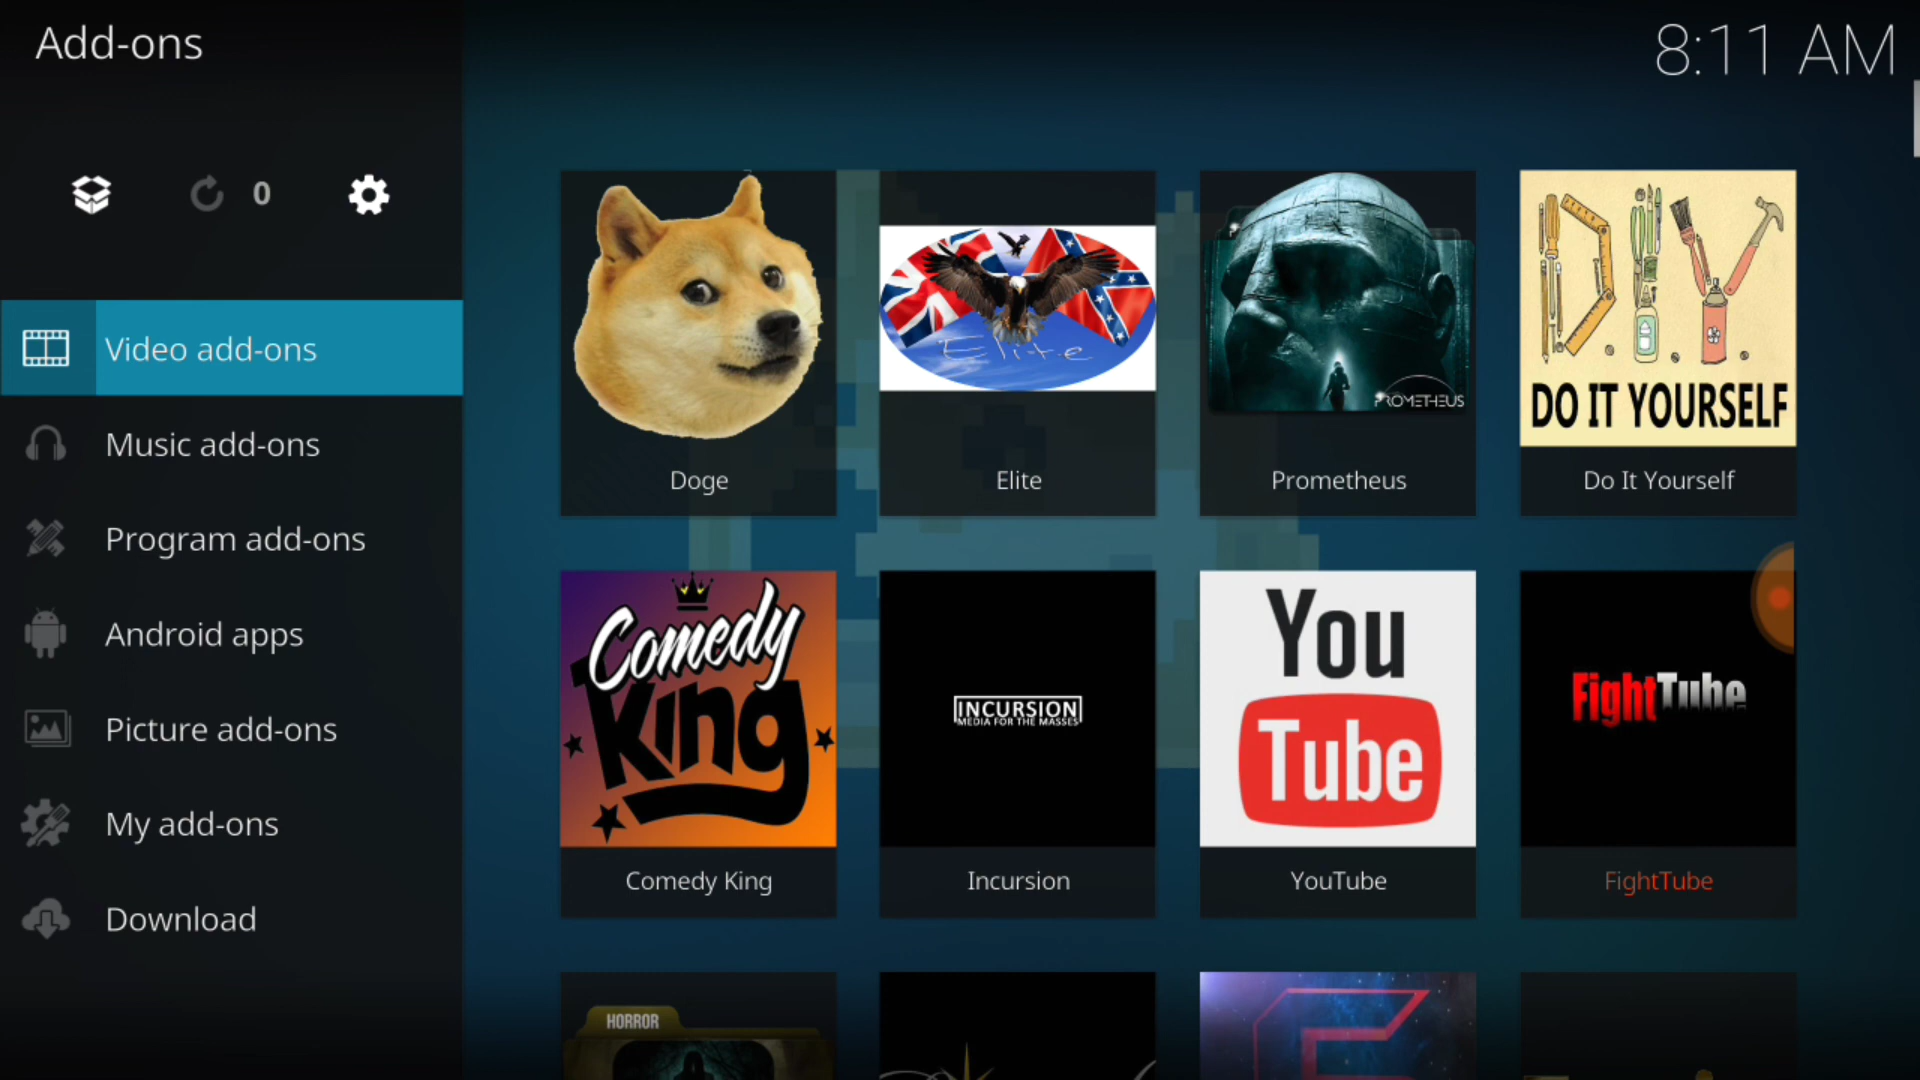 Add-ons
8:11 AM
0
Video add-ons
Music add-ons
Program add-ons
Android apps
Picture add-ons
My add-ons
Download
Elite
PROMETHEUS
D.I.Y
DO IT YOURSELF
Doge
Elite
Prometheus
Do It Yourself
Comedy
King
INCURSION
MEDIA FOR THE MASSES
You
Tube
FightTube
Comedy King
Incursion
YouTube
FightTube
HORROR